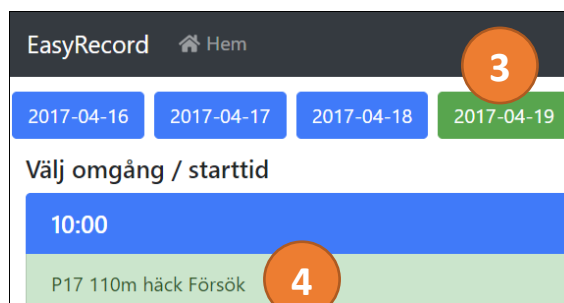 EasyRecord Hem
3
2017-04-16 2017-04-17 2017-04-18 2017-04-19
Välj omgång / starttid
10:00
P17 110m häck Försök 4